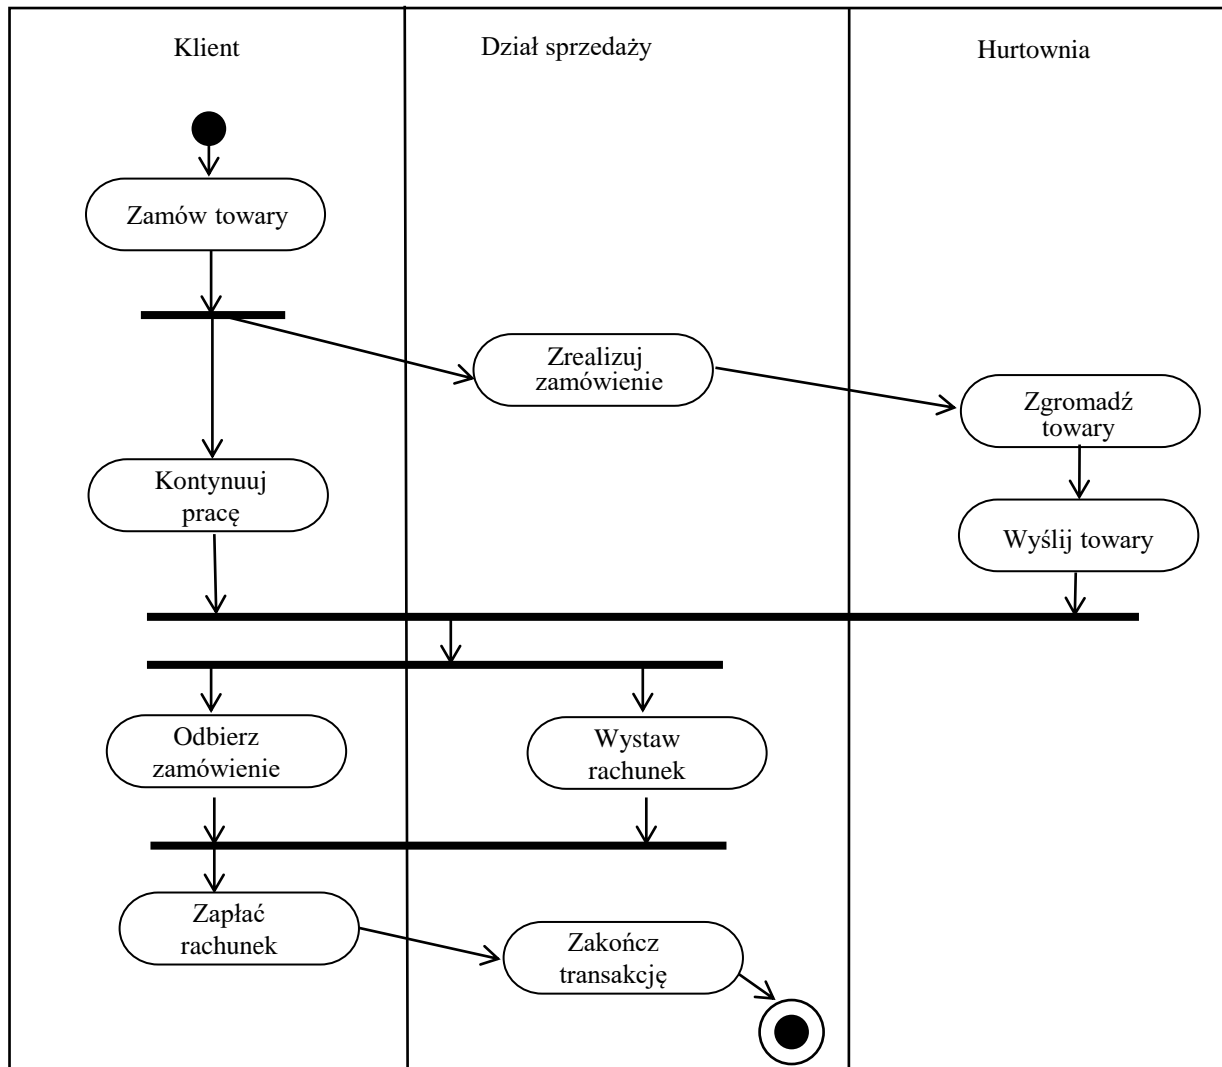 Klient
Dział sprzedaży
Hurtownia
Zamów towary
Zrealizuj
zamówienie
Zgromadź
towary
Kontynuuj
pracę
Wyślij towary
Odbierz
zamówienie
Wystaw
rachunek
Zapłać
rachunek
Zakończ
transakcję